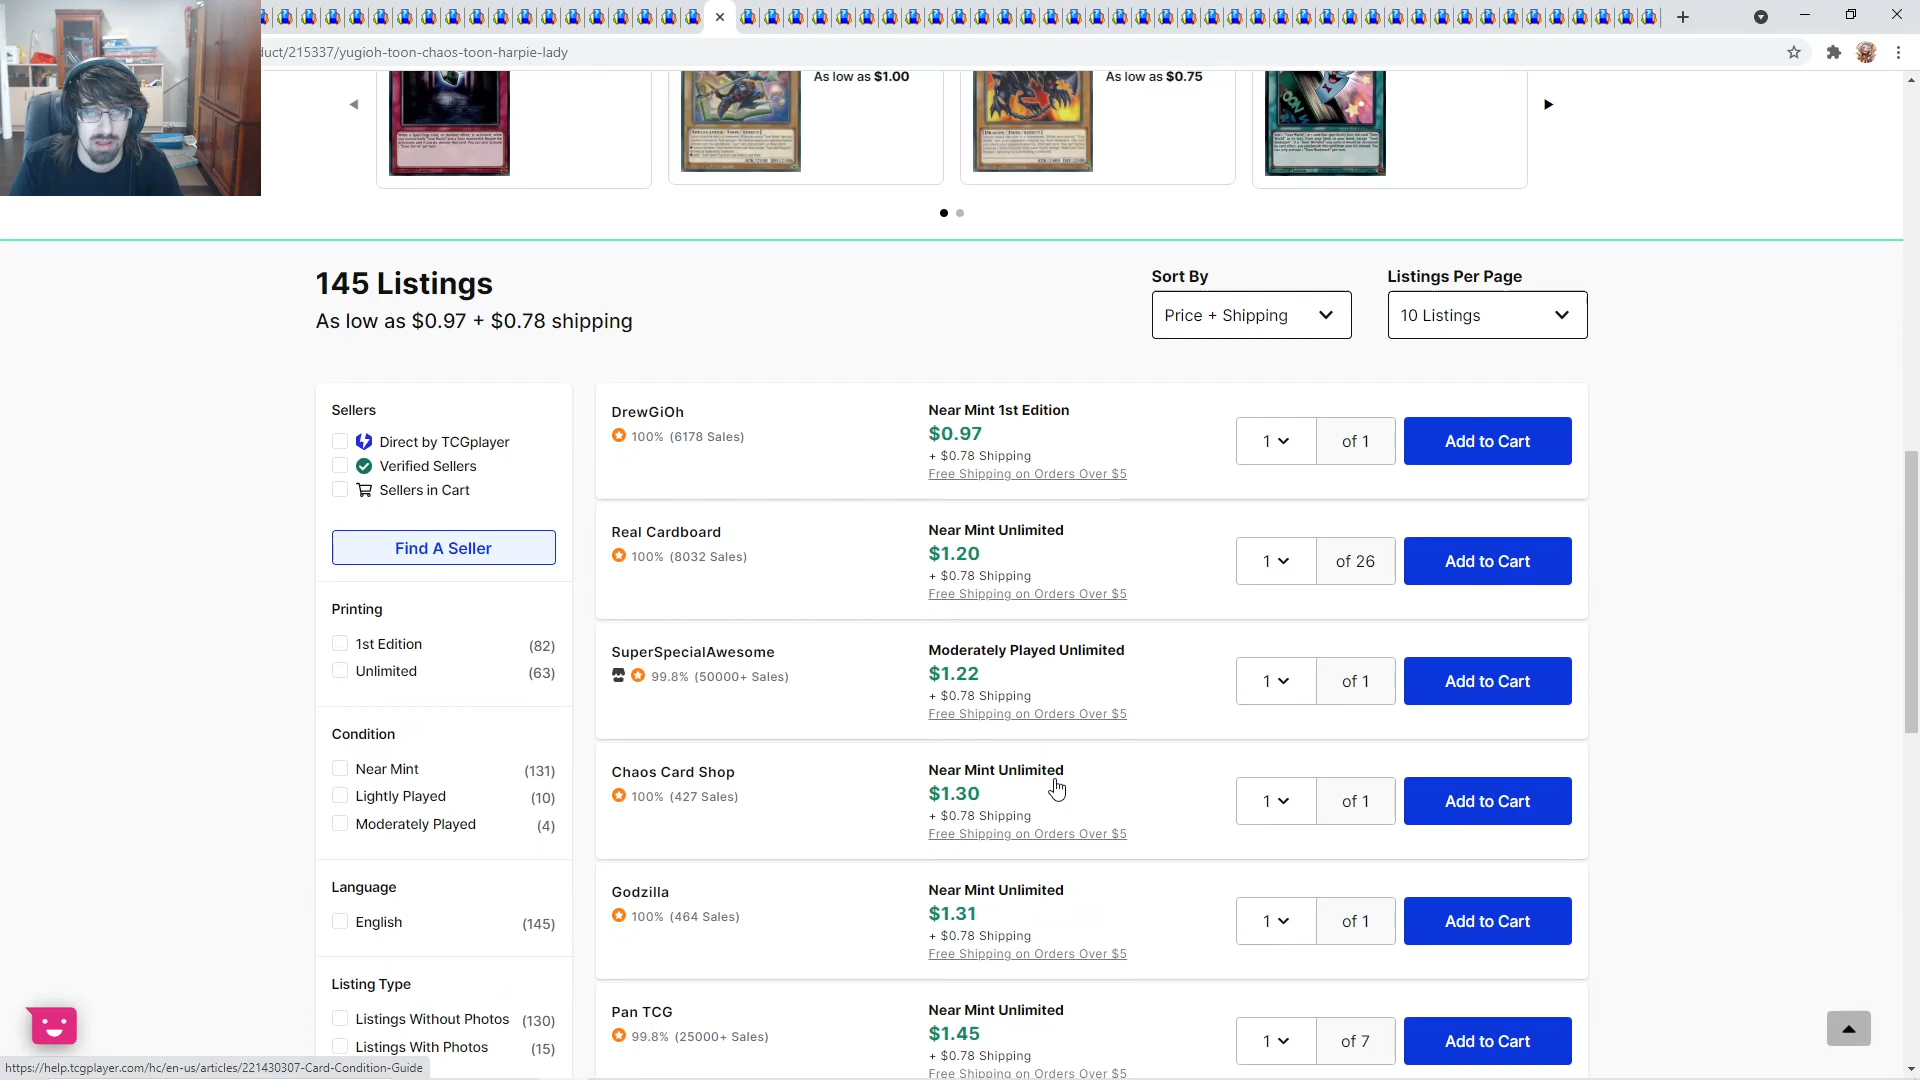 duct/215337/yugioh-toon-chaos-toon-harpie-lady
As low as $1.00
As low as $0.75
145 Listings
As low as $0.97 + $0.78 shipping
Sort By
Price + Shipping
Listings Per Page
10 Listings
Sellers
Direct by TCGplayer
Verified Sellers
Sellers in Cart
Find A Seller
Printing
1st Edition (82)
Unlimited (63)
Condition
Near Mint (131)
Lightly Played (10)
Moderately Played (4)
Language
English (145)
Listing Type
Listings Without Photos (130)
Listings With Photos (15)
DrewGiOh
100% (6178 Sales)
Near Mint 1st Edition
$0.97
+ $0.78 Shipping
Free Shipping on Orders Over $5
1 of 1 Add to Cart
Real Cardboard
100% (8032 Sales)
Near Mint Unlimited
$1.20
+ $0.78 Shipping
Free Shipping on Orders Over $5
1 of 26 Add to Cart
SuperSpecialAwesome
99.8% (50000+ Sales)
Moderately Played Unlimited
$1.22
+ $0.78 Shipping
Free Shipping on Orders Over $5
1 of 1 Add to Cart
Chaos Card Shop
100% (427 Sales)
Near Mint Unlimited
$1.30
+ $0.78 Shipping
Free Shipping on Orders Over $5
1 of 1 Add to Cart
Godzilla
100% (464 Sales)
Near Mint Unlimited
$1.31
+ $0.78 Shipping
Free Shipping on Orders Over $5
1 of 1 Add to Cart
Pan TCG
99.8% (25000+ Sales)
Near Mint Unlimited
$1.45
+ $0.78 Shipping
Free Shipping on Orders Over $5
1 of 7 Add to Cart
https://help.tcgplayer.com/hc/en-us/articles/221430307-Card-Condition-Guide